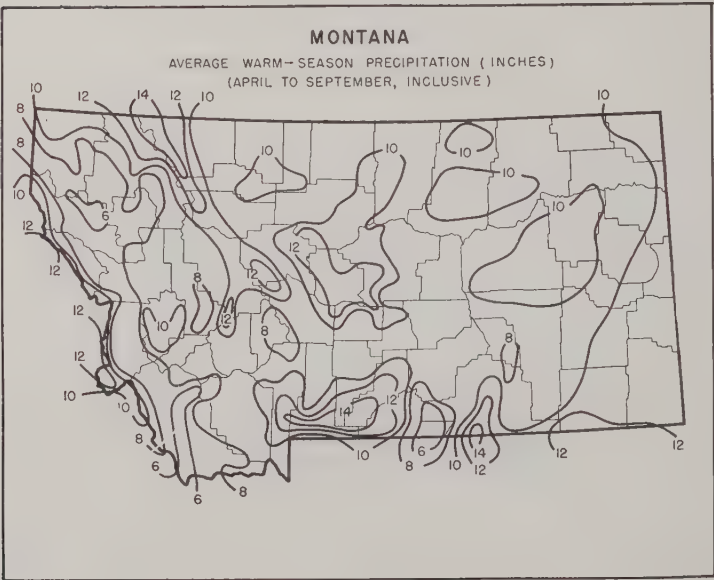 MONTANA
AVERAGE WARM-SEASON PRECIPITATION (INCHES)
(APRIL TO SEPTEMBER, INCLUSIVE)
10 12 14 12 10 10
8
8 10 10 10
10 6 10 10
12
12 12 12
8
12 10 12 8
8
12
10 14 12
10
8 10 6 10 14 12 12
6 8 12
6 8